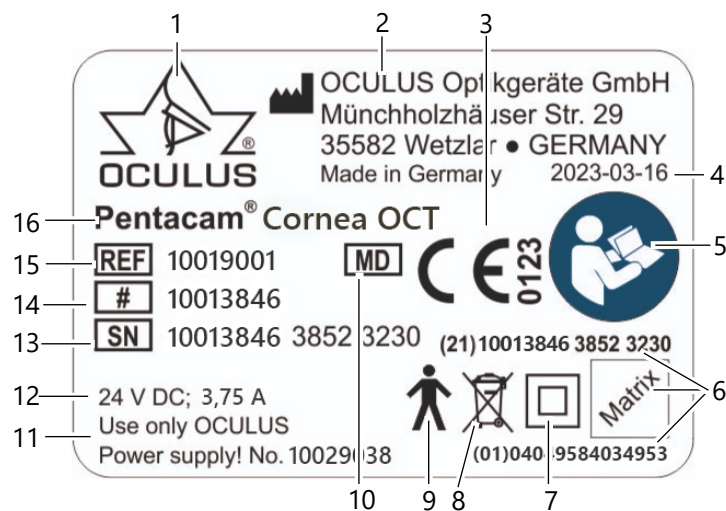 1
2
3
OCULUS
®
OCULUS Optikgeräte GmbH
Münchholzhäuser Str. 29
35582 Wetzlar ● GERMANY
Made in Germany 2023-03-16
4
16
Pentacam® Cornea OCT
15
REF 10019001
MD
CE 0123
5
14
# 10013846
13
SN 10013846 3852 3230
(21)10013846 3852 3230
12
24 V DC; 3,75 A
Matrix
6
11
Use only OCULUS
Power supply! No. 10029038
(01)04049584034953
10
9
8
7